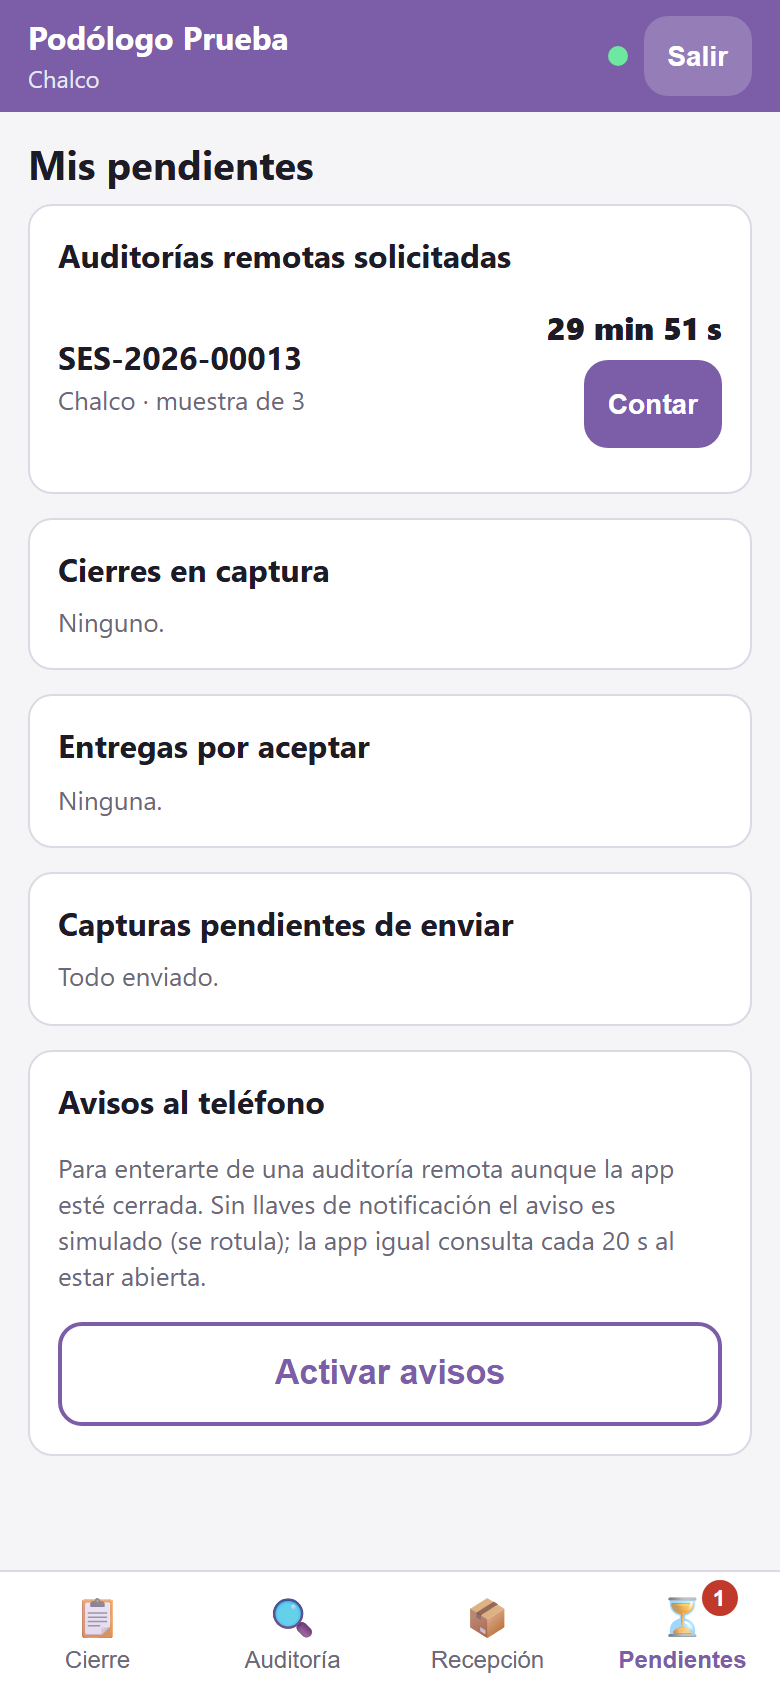 Podólogo Prueba
Chalco
Salir
Mis pendientes
Auditorías remotas solicitadas
29 min 51 s
SES-2026-00013
Chalco · muestra de 3
Contar
Cierres en captura
Ninguno.
Entregas por aceptar
Ninguna.
Capturas pendientes de enviar
Todo enviado.
Avisos al teléfono
Para enterarte de una auditoría remota aunque la app
esté cerrada. Sin llaves de notificación el aviso es
simulado (se rotula); la app igual consulta cada 20 s al
estar abierta.
Activar avisos
1
Cierre
Auditoría
Recepción
Pendientes